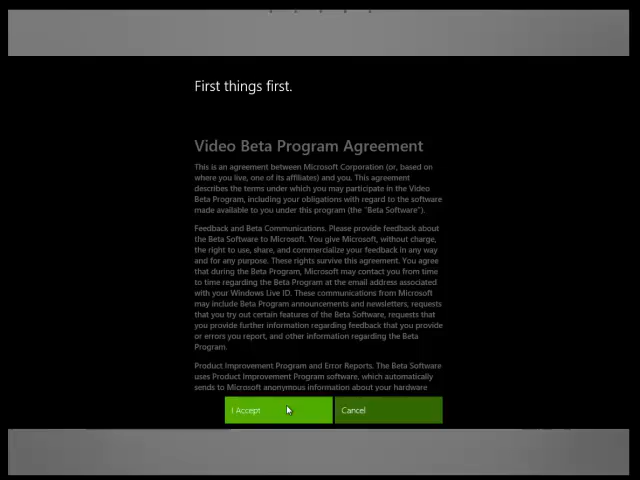 First things first.
Video Beta Program Agreement
This is an agreement between Microsoft Corporation (or, based
on where you live, one of its affiliates) and you. This agreement
describes the terms under which you may participate in the Video
Beta Program, including your obligations with regard to the software
made available to you under this program (the "Beta Software").
Feedback and Beta Communications. Please provide feedback about
the Beta Software to Microsoft. You give Microsoft, without charge,
the right to use, share, and commercialize your feedback in any way
and for any purpose. These rights survive this agreement. You agree
that during the Beta Program, Microsoft may contact you from time
to time regarding the Beta Program at the email address associated
with your Windows Live ID. These communications from Microsoft
may include Beta Program announcements and newsletters, requests
that you try out certain features of the Beta Software, requests that
you provide further information regarding feedback that you provide
or errors you report, and other information regarding the Beta
Program.
Product Improvement Program and Error Reports. The Beta Software
uses Product Improvement Program software, which automatically
sends to Microsoft anonymous information about your hardware
I Accept
Cancel